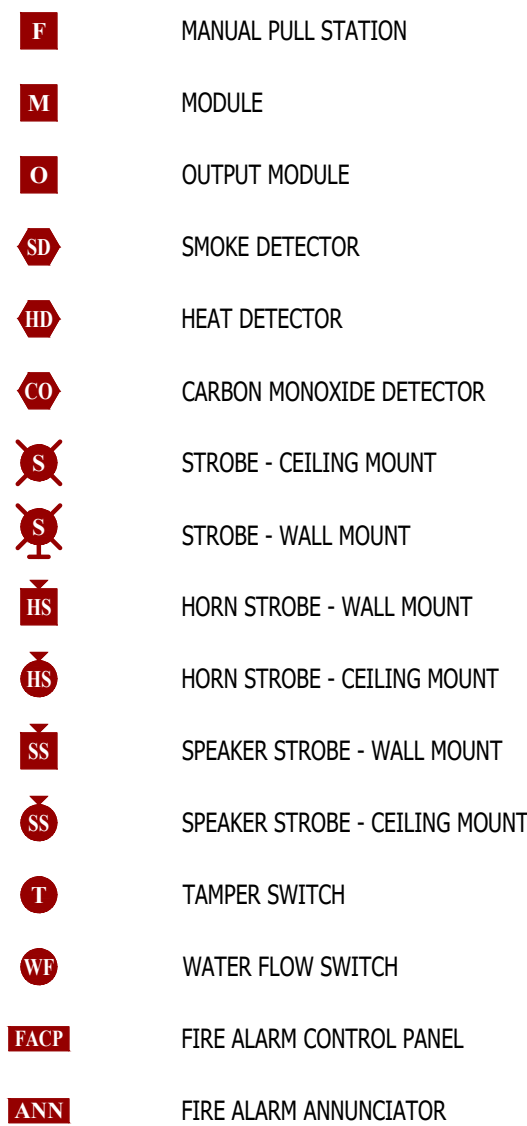 F MANUAL PULL STATION
M MODULE
O OUTPUT MODULE
SD SMOKE DETECTOR
HD HEAT DETECTOR
CO CARBON MONOXIDE DETECTOR
S STROBE - CEILING MOUNT
S STROBE - WALL MOUNT
HS HORN STROBE - WALL MOUNT
HS HORN STROBE - CEILING MOUNT
SS SPEAKER STROBE - WALL MOUNT
SS SPEAKER STROBE - CEILING MOUNT
T TAMPER SWITCH
WF WATER FLOW SWITCH
FACP FIRE ALARM CONTROL PANEL
ANN FIRE ALARM ANNUNCIATOR